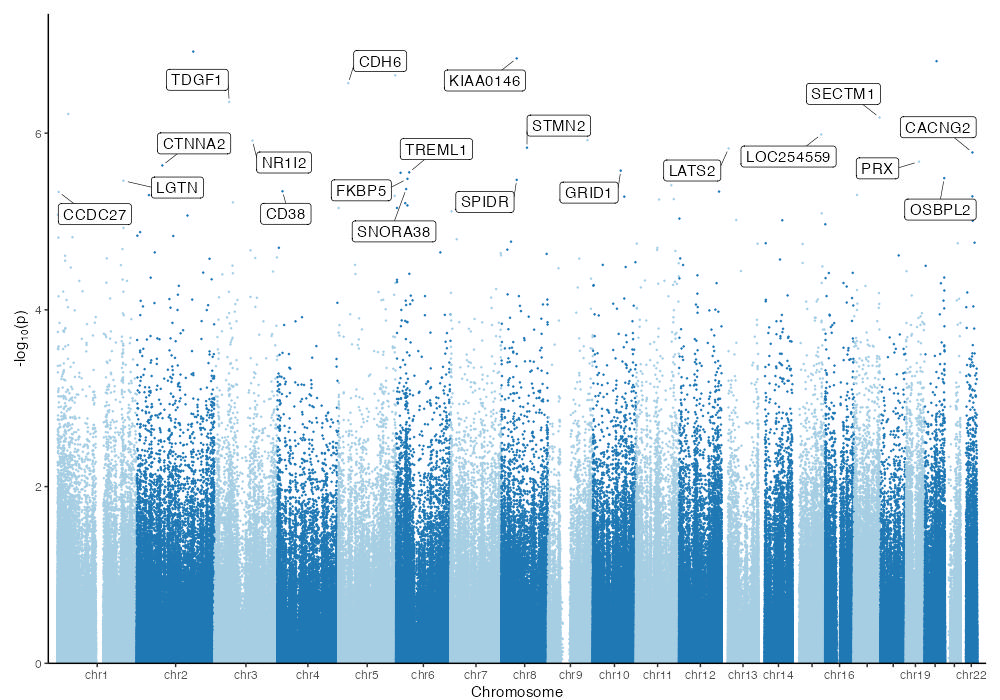 CDH6
TDGF1
KIAA0146
SECTM1
STMN2
CACNG2
CTNNA2
TREML1
LOC254559
NR1I2
LATS2
PRX
LGTN
FKBP5
GRID1
SPIDR
CCDC27
CD38
OSBPL2
SNORA38
6
4
2
0
-log10(p)
chr1 chr2 chr3 chr4 chr5 chr6 chr7 chr8 chr9 chr10 chr11 chr12 chr13 chr14 chr16 chr19 chr22
Chromosome